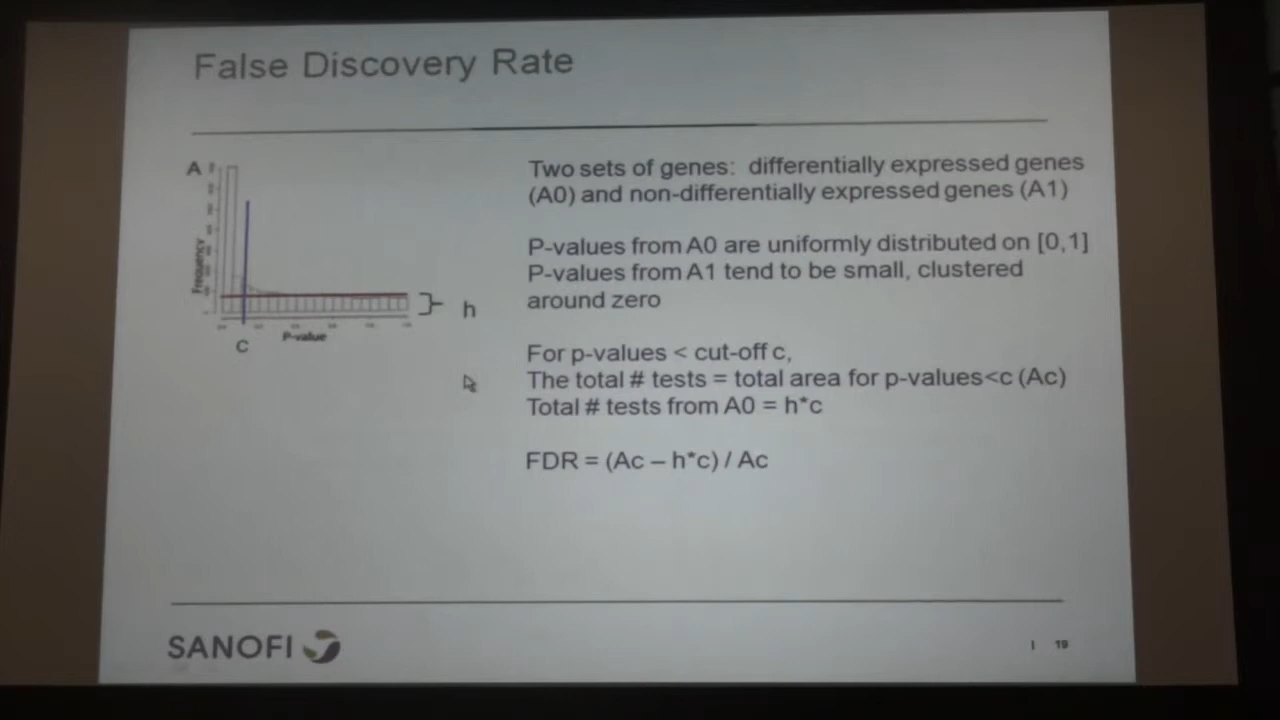 False Discovery Rate
A
Frequency
P-value
C
h
Two sets of genes: differentially expressed genes
(A0) and non-differentially expressed genes (A1)
P-values from A0 are uniformly distributed on [0,1]
P-values from A1 tend to be small, clustered
around zero
For p-values < cut-off c,
The total # tests = total area for p-values<c (Ac)
Total # tests from A0 = h*c
FDR = (Ac – h*c) / Ac
SANOFI
| 19